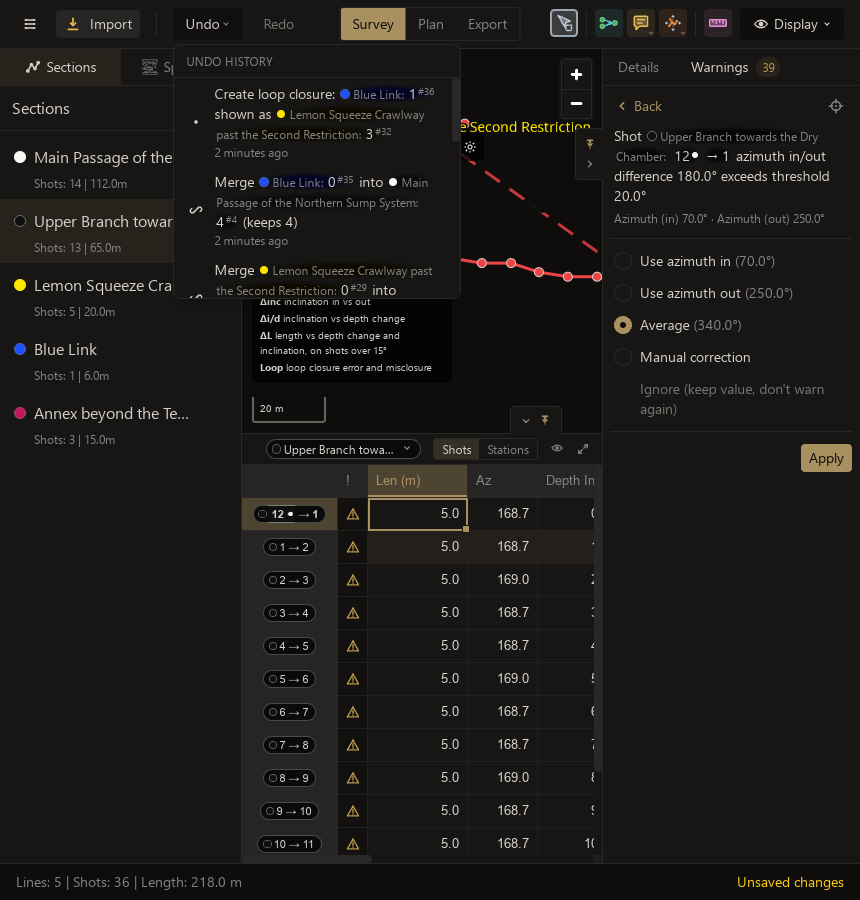 Import
Undo
Redo
Survey
Plan
Export
Display
Sections
Sp
Sections
Main Passage of the
Shots: 14 | 112.0m
Upper Branch towar
Shots: 13 | 65.0m
Lemon Squeeze Cra
Shots: 5 | 20.0m
Blue Link
Shots: 1 | 6.0m
Annex beyond the Te...
Shots: 3 | 15.0m
UNDO HISTORY
Create loop closure: Blue Link: 1 #36
shown as Lemon Squeeze Crawlway
past the Second Restriction: 3 #32
2 minutes ago
Merge Blue Link: 0 #35 into Main
Passage of the Northern Sump System:
4 #4 (keeps 4)
2 minutes ago
Merge Lemon Squeeze Crawlway past
the Second Restriction: 0 #29 into
e Second Restriction
+
−
Δinc inclination in vs out
Δi/d inclination vs depth change
ΔL length vs depth change and
inclination, on shots over 15°
Loop loop closure error and misclosure
20 m
Upper Branch towa...
Shots
Stations
! Len (m) Az Depth In
12 → 1 5.0 168.7 0
1 → 2 5.0 168.7 1
2 → 3 5.0 169.0 2
3 → 4 5.0 168.7 3
4 → 5 5.0 168.7 4
5 → 6 5.0 169.0 5
6 → 7 5.0 168.7 6
7 → 8 5.0 168.7 7
8 → 9 5.0 169.0 8
9 → 10 5.0 168.7 9
10 → 11 5.0 168.7 10
Details
Warnings 39
Back
Shot Upper Branch towards the Dry
Chamber: 12 → 1 azimuth in/out
difference 180.0° exceeds threshold
20.0°
Azimuth (in) 70.0° · Azimuth (out) 250.0°
Use azimuth in (70.0°)
Use azimuth out (250.0°)
Average (340.0°)
Manual correction
Ignore (keep value, don't warn
again)
Apply
Lines: 5 | Shots: 36 | Length: 218.0 m
Unsaved changes